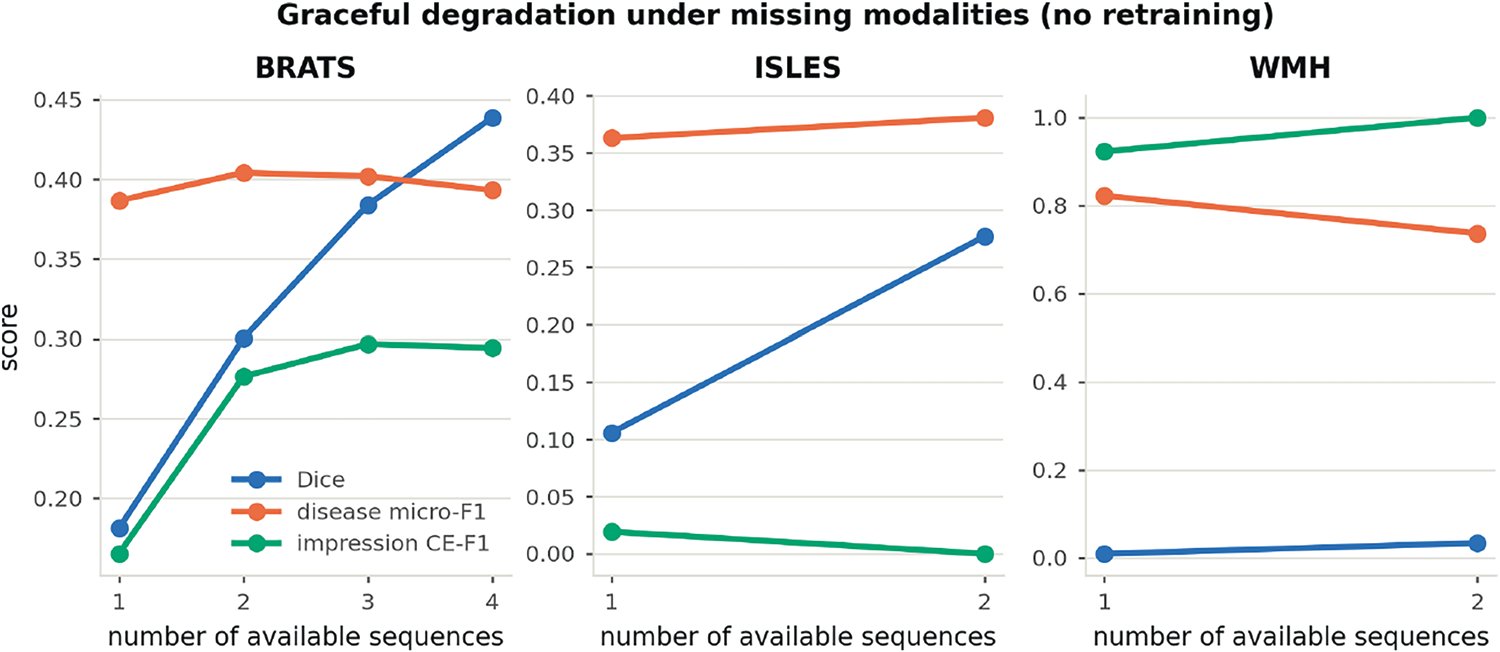 Graceful degradation under missing modalities (no retraining)
BRATS
ISLES
WMH
score
0.45
0.40
0.35
0.30
0.25
0.20
Dice
disease micro-F1
impression CE-F1
1 2 3 4
number of available sequences
0.40
0.35
0.30
0.25
0.20
0.15
0.10
0.05
0.00
1 2
number of available sequences
1.0
0.8
0.6
0.4
0.2
0.0
1 2
number of available sequences